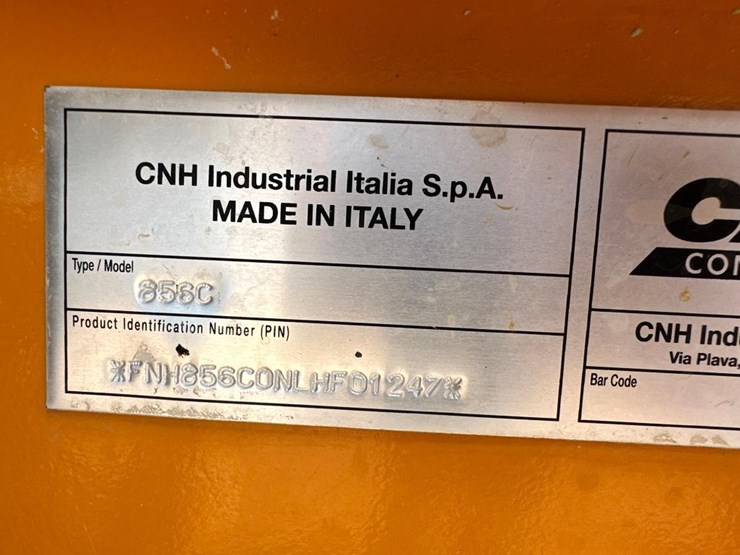 CNH Industrial Italia S.p.A.
MADE IN ITALY
Type / Model
856C
Product Identification Number (PIN)
*FNH856C0NLHF01247*
CON
CNH Ind
Via Plava,
Bar Code